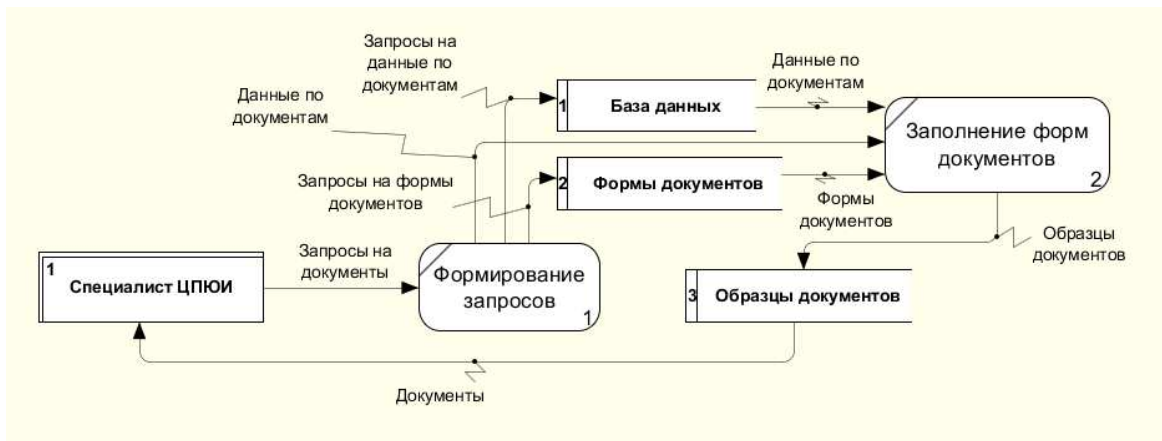 Запросы на
данные по
документам
Данные по
документам
Данные по
документам
1
База данных
Заполнение форм
документов
2
Запросы на формы
документов
2
Формы документов
Формы
документов
Образцы
документов
Запросы на
документы
1
Специалист ЦПЮИ
Формирование
запросов
1
3
Образцы документов
Документы